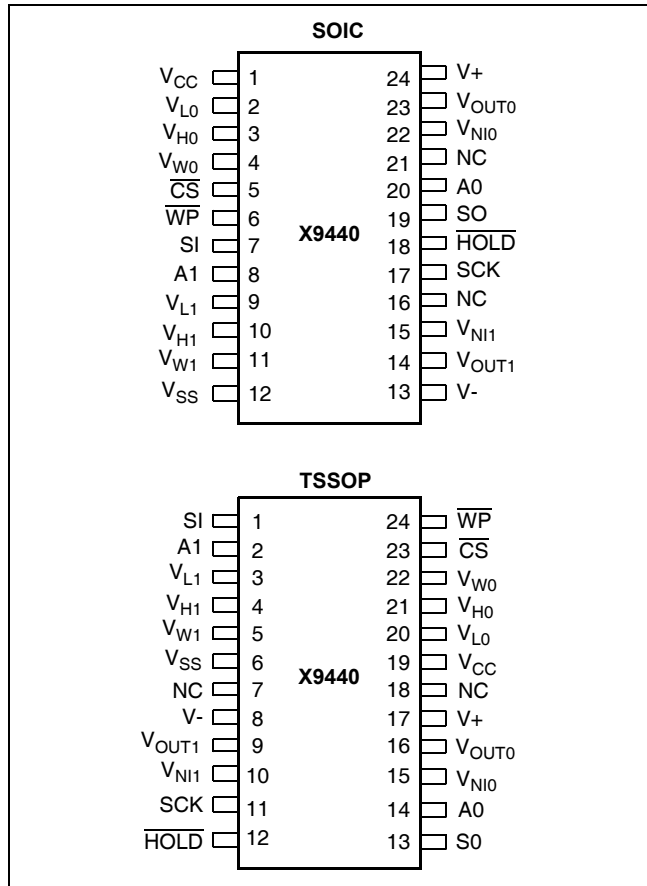 SOIC
VCC 1 24 V+
VL0 2 23 VOUT0
VH0 3 22 VNI0
VW0 4 21 NC
CS 5 20 A0
WP 6 19 SO
SI 7 X9440 18 HOLD
A1 8 17 SCK
VL1 9 16 NC
VH1 10 15 VNI1
VW1 11 14 VOUT1
VSS 12 13 V-
TSSOP
SI 1 24 WP
A1 2 23 CS
VL1 3 22 VW0
VH1 4 21 VH0
VW1 5 20 VL0
VSS 6 X9440 19 VCC
NC 7 18 NC
V- 8 17 V+
VOUT1 9 16 VOUT0
VNI1 10 15 VNI0
SCK 11 14 A0
HOLD 12 13 S0